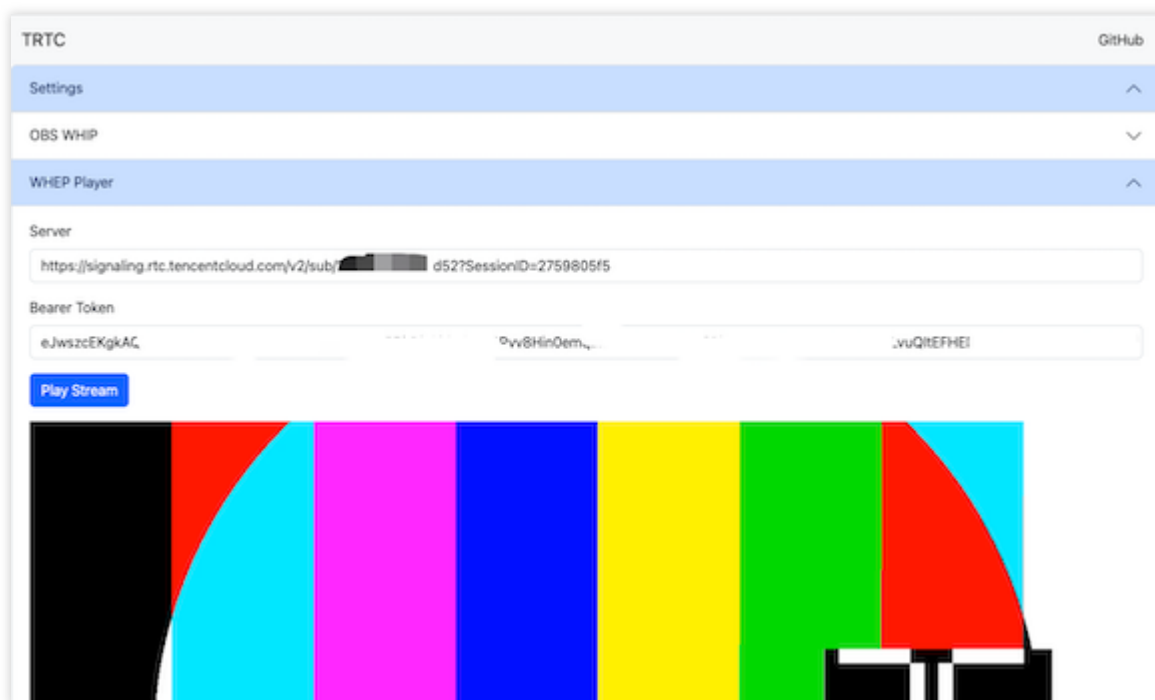 TRTC GitHub
Settings
OBS WHIP
WHEP Player
Server
https://signaling.rtc.tencentcloud.com/v2/sub/ d52?SessionID=2759805f5
Bearer Token
eJwszcEKgkAC Pvv8Hin0em vuQltEFHEI
Play Stream